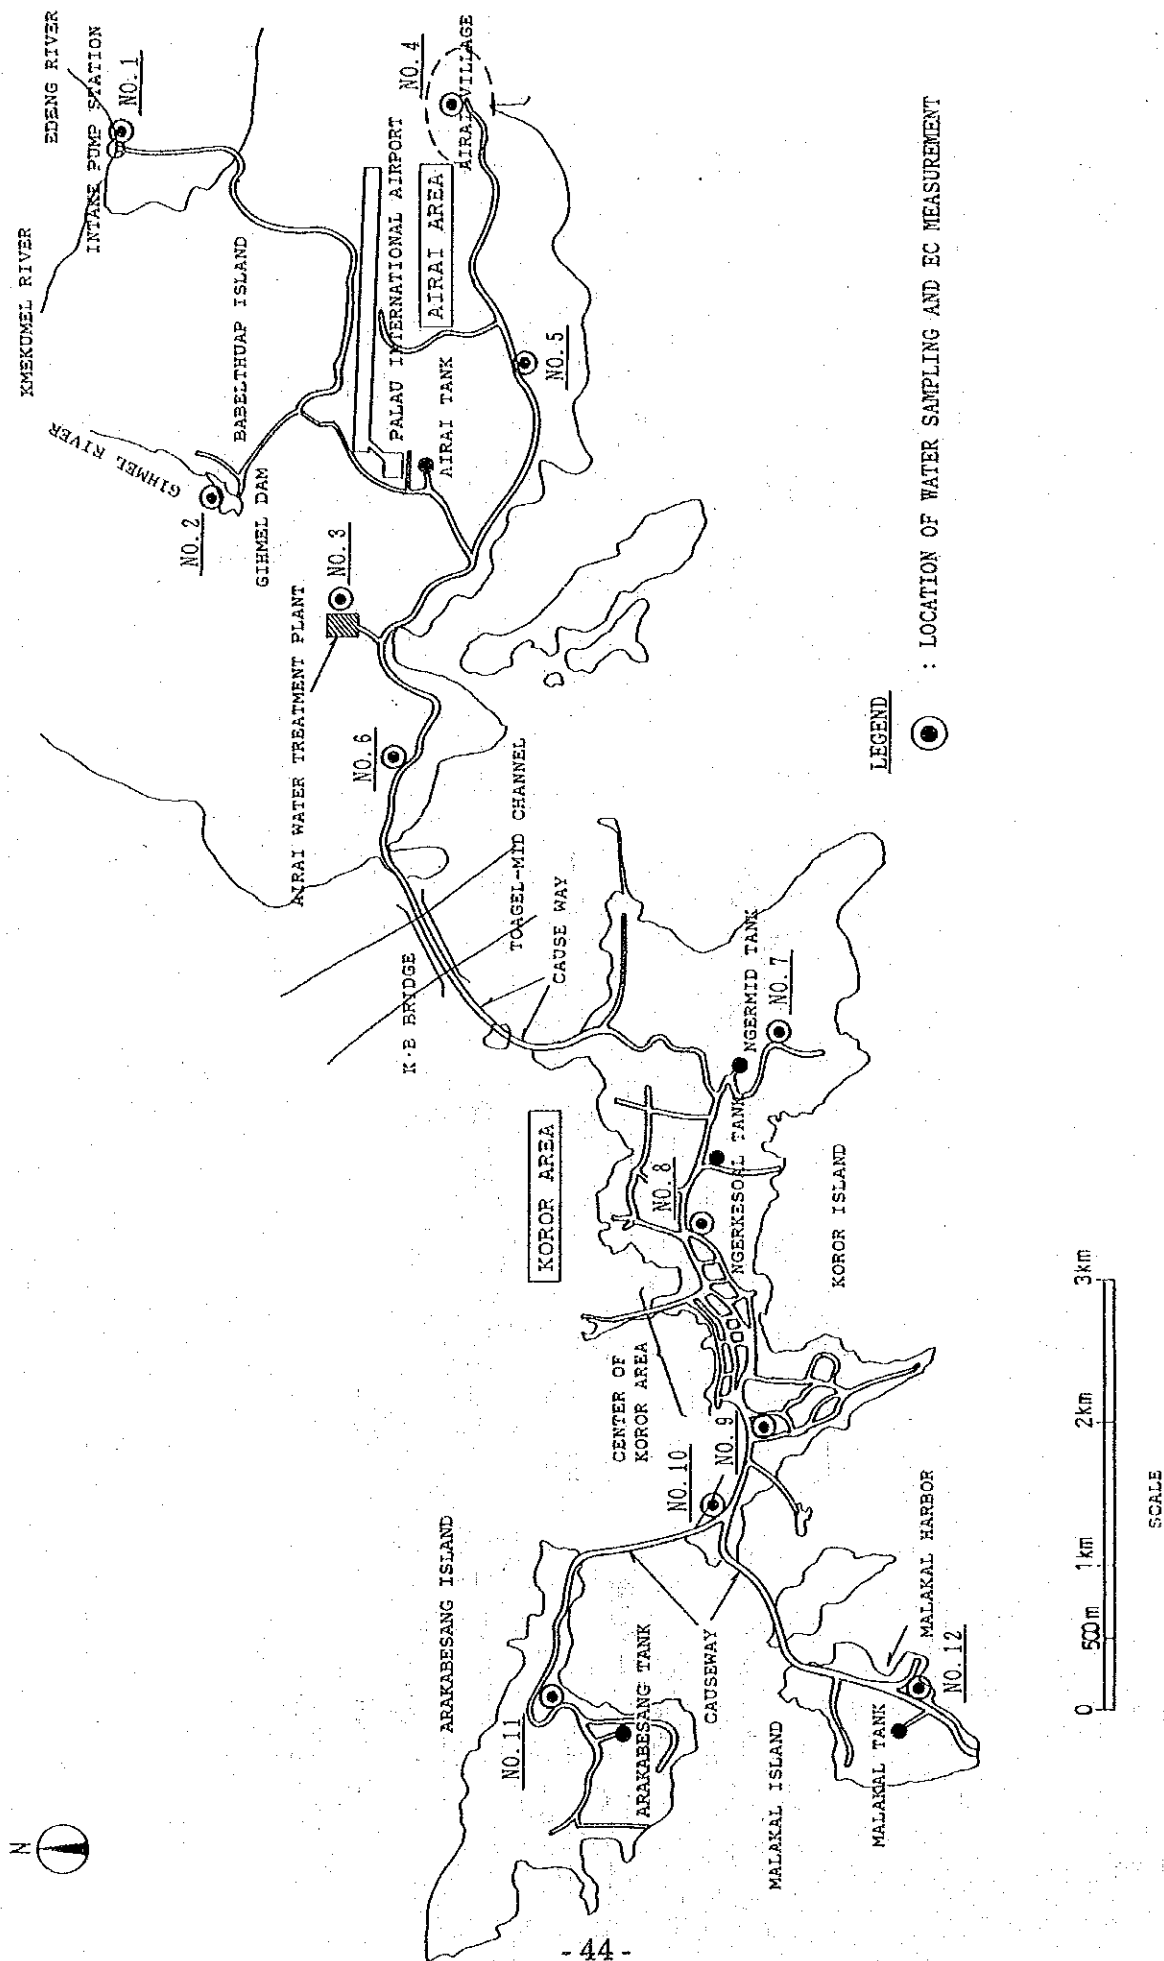 N
KMEKUMEL RIVER
EDENG RIVER
INTAKE PUMP STATION
NO.1
GIHMEL RIVER
NO.2
BABELTHUAP ISLAND
GIHMEL DAM
AIRAI WATER TREATMENT PLANT
NO.3
PALAU INTERNATIONAL AIRPORT
NO.4
AIRAI VILLAGE
AIRAI AREA
AIRAI TANK
NO.5
NO.6
TOAGEL-MID CHANNEL
K·B BRIDGE
CAUSE WAY
KOROR AREA
NGERMID TANK
NO.7
NO.8
NGERKESOAL TANK
KOROR ISLAND
CENTER OF
KOROR AREA
NO.9
NO.10
ARAKABESANG ISLAND
NO.11
ARAKABESANG TANK
CAUSEWAY
MALAKAL ISLAND
MALAKAL HARBOR
NO.12
MALAKAL TANK
LEGEND
: LOCATION OF WATER SAMPLING AND EC MEASUREMENT
0 500m 1km 2km 3km
SCALE
- 44 -